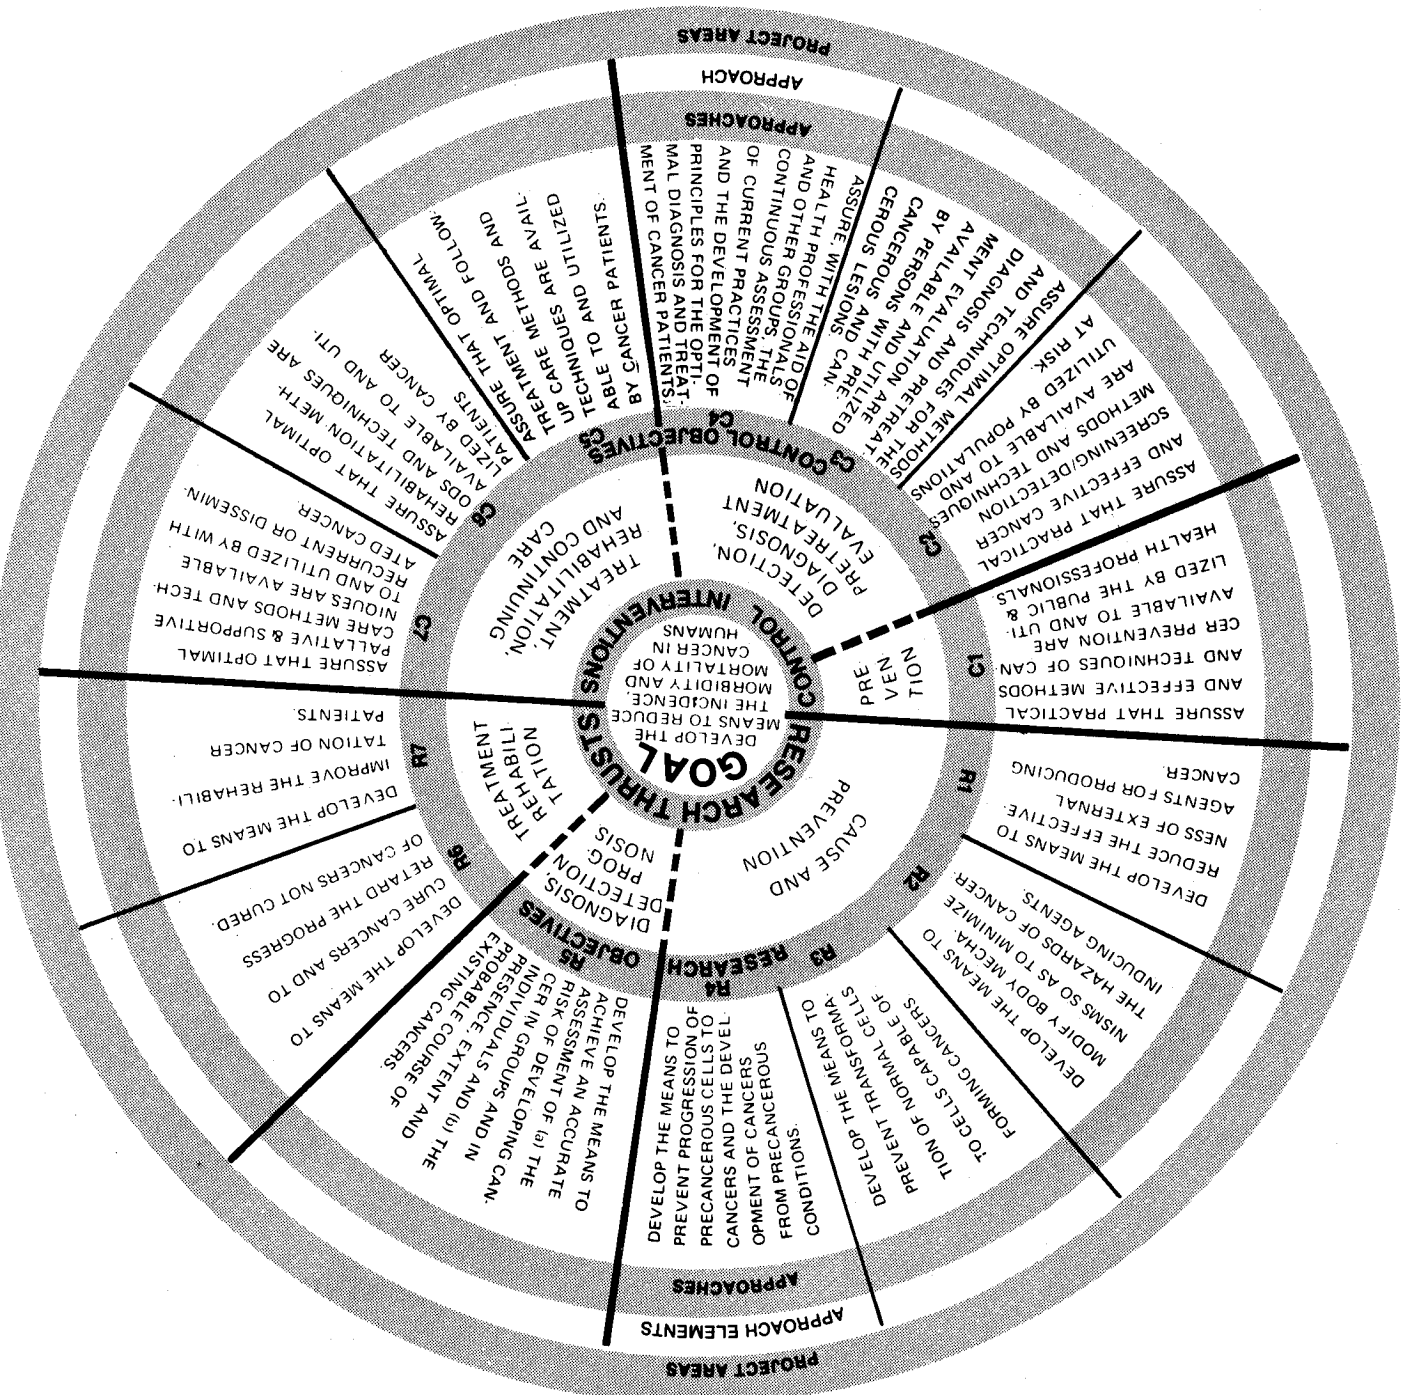 GOAL
DEVELOP THE
MEANS TO REDUCE
THE INCIDENCE,
MORBIDITY AND
MORTALITY OF
CANCER IN
HUMANS
RESEARCH THRUSTS
CONTROL INTERVENTIONS
CAUSE AND
PREVENTION
DIAGNOSIS,
DETECTION
PROG-
NOSIS
TREATMENT
REHABILI
TATION
PRE
VEN-
TION
DETECTION,
DIAGNOSIS,
PRETREATMENT
EVALUATION
TREATMENT,
REHABILITATION,
AND CONTINUING
CARE
RESEARCH OBJECTIVES
R1
DEVELOP THE MEANS TO
REDUCE THE EFFECTIVE-
NESS OF EXTERNAL
AGENTS FOR PRODUCING
CANCER.
R2
DEVELOP THE MEANS TO
MODIFY BODY MECHA-
NISMS SO AS TO MINIMIZE
THE HAZARDS OF CANCER-
INDUCING AGENTS.
R3
DEVELOP THE MEANS TO
PREVENT TRANSFORMA-
TION OF NORMAL CELLS
TO CELLS CAPABLE OF
FORMING CANCERS
R4
DEVELOP THE MEANS TO
PREVENT PROGRESSION OF
PRECANCEROUS CELLS TO
CANCERS AND THE DEVEL-
OPMENT OF CANCERS
FROM PRECANCEROUS
CONDITIONS.
R5
DEVELOP THE MEANS TO
ACHIEVE AN ACCURATE
ASSESSMENT OF (a) THE
RISK OF DEVELOPING CAN-
CER IN GROUPS AND IN
INDIVIDUALS AND (b) THE
PRESENCE, EXTENT AND
PROBABLE COURSE OF
EXISTING CANCERS.
R6
DEVELOP THE MEANS TO
CURE CANCERS AND TO
RETARD THE PROGRESS
OF CANCERS NOT CURED.
R7
DEVELOP THE MEANS TO
IMPROVE THE REHABILI-
TATION OF CANCER
PATIENTS.
CONTROL OBJECTIVES
C1
ASSURE THAT PRACTICAL
AND EFFECTIVE METHODS
AND TECHNIQUES OF CAN-
CER PREVENTION ARE
AVAILABLE TO AND UTI-
LIZED BY THE PUBLIC &
HEALTH PROFESSIONALS
C2
ASSURE THAT PRACTICAL
AND EFFECTIVE CANCER
SCREENING/DETECTION
METHODS AND TECHNIQUES
ARE AVAILABLE TO AND
UTILIZED BY POPULATIONS
AT RISK.
C3
ASSURE OPTIMAL METHODS
AND TECHNIQUES FOR THE
DIAGNOSIS AND PRETREAT-
MENT EVALUATION ARE
AVAILABLE AND UTILIZED
BY PERSONS WITH PRE-
CANCEROUS AND CAN-
CEROUS LESIONS.
C4
ASSURE, WITH THE AID OF
HEALTH PROFESSIONALS
AND OTHER GROUPS, THE
CONTINUOUS ASSESSMENT
OF CURRENT PRACTICES
AND THE DEVELOPMENT OF
PRINCIPLES FOR THE OPTI-
MAL DIAGNOSIS AND TREAT-
MENT OF CANCER PATIENTS.
C5
ASSURE THAT OPTIMAL
TREATMENT AND FOLLOW-
UP CARE METHODS AND
TECHNIQUES ARE AVAIL-
ABLE TO AND UTILIZED
BY CANCER PATIENTS.
C6
ASSURE THAT OPTIMAL
REHABILITATION METH-
ODS AND TECHNIQUES ARE
AVAILABLE TO AND UTI-
LIZED BY CANCER
PATIENTS
C7
ASSURE THAT OPTIMAL
PALLATIVE & SUPPORTIVE
CARE METHODS AND TECH-
NIQUES ARE AVAILABLE
TO AND UTILIZED BY WITH
RECURRENT OR DISSEMIN-
ATED CANCER.
APPROACHES
APPROACH ELEMENTS
PROJECT AREAS
APPROACHES
APPROACH
PROJECT AREAS